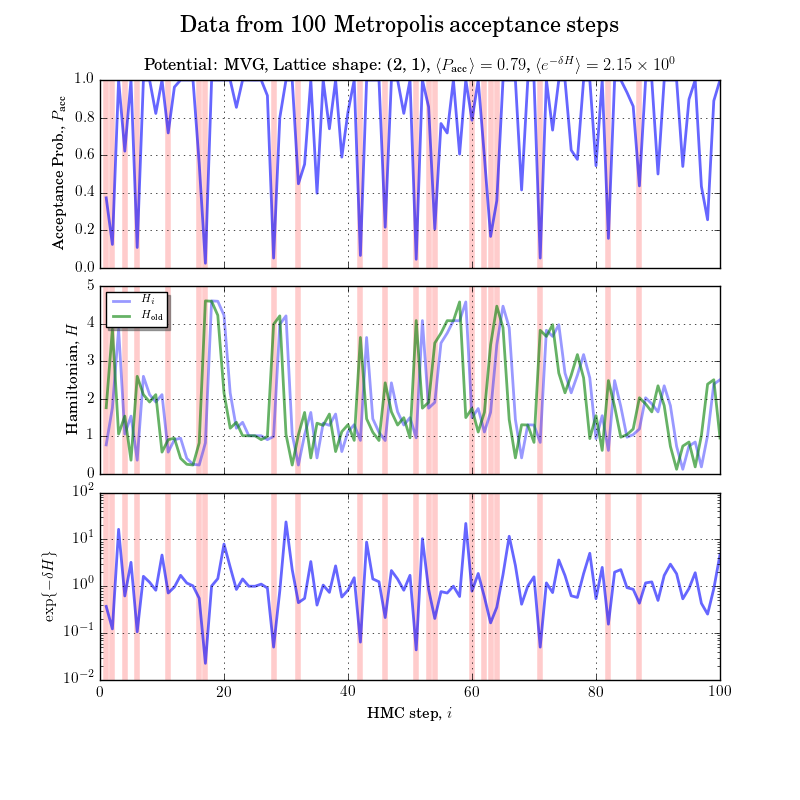 Data from 100 Metropolis acceptance steps
Potential: MVG, Lattice shape: (2, 1), ⟨P_acc⟩ = 0.79, ⟨e^{−δH}⟩ = 2.15 × 10^0
1.0
0.8
0.6
0.4
0.2
0.0
Acceptance Prob., P_acc
5
4
3
2
1
0
Hamiltonian, H
H_i
H_old
10^2
10^1
10^0
10^{−1}
10^{−2}
exp{−δH}
0 20 40 60 80 100
HMC step, i